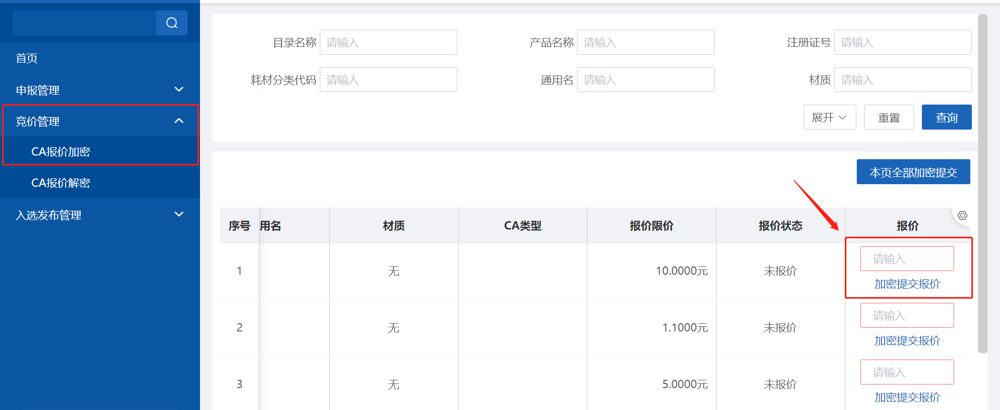 首页
申报管理
竞价管理
CA报价加密
CA报价解密
入选发布管理
目录名称 请输入 产品名称 请输入 注册证号 请输入
耗材分类代码 请输入 通用名 请输入 材质 请输入
展开 重置 查询
本页全部加密提交
序号 用名 材质 CA类型 报价限价 报价状态 报价
1 无 10.0000元 未报价 请输入
加密提交报价
2 无 1.1000元 未报价 请输入
加密提交报价
3 无 5.0000元 未报价 请输入
加密提交报价